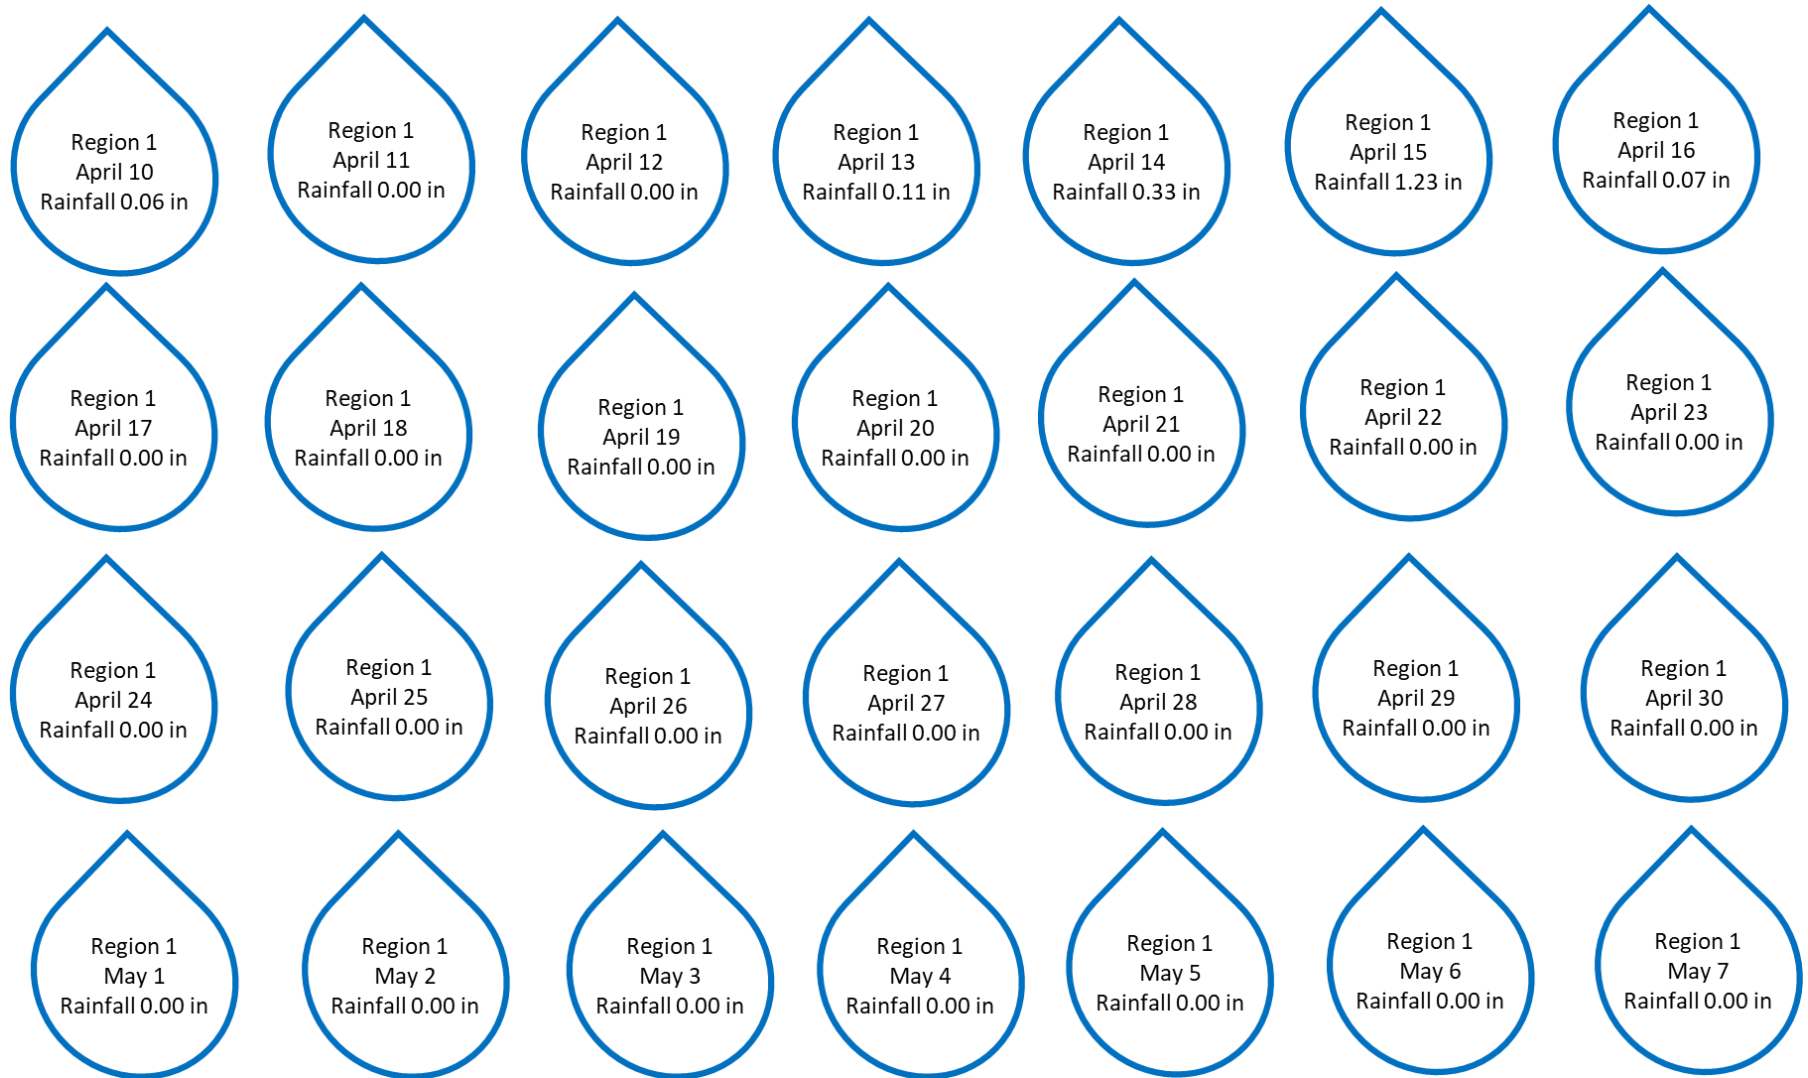 Region 1
April 10
Rainfall 0.06 in
Region 1
April 11
Rainfall 0.00 in
Region 1
April 12
Rainfall 0.00 in
Region 1
April 13
Rainfall 0.11 in
Region 1
April 14
Rainfall 0.33 in
Region 1
April 15
Rainfall 1.23 in
Region 1
April 16
Rainfall 0.07 in
Region 1
April 17
Rainfall 0.00 in
Region 1
April 18
Rainfall 0.00 in
Region 1
April 19
Rainfall 0.00 in
Region 1
April 20
Rainfall 0.00 in
Region 1
April 21
Rainfall 0.00 in
Region 1
April 22
Rainfall 0.00 in
Region 1
April 23
Rainfall 0.00 in
Region 1
April 24
Rainfall 0.00 in
Region 1
April 25
Rainfall 0.00 in
Region 1
April 26
Rainfall 0.00 in
Region 1
April 27
Rainfall 0.00 in
Region 1
April 28
Rainfall 0.00 in
Region 1
April 29
Rainfall 0.00 in
Region 1
April 30
Rainfall 0.00 in
Region 1
May 1
Rainfall 0.00 in
Region 1
May 2
Rainfall 0.00 in
Region 1
May 3
Rainfall 0.00 in
Region 1
May 4
Rainfall 0.00 in
Region 1
May 5
Rainfall 0.00 in
Region 1
May 6
Rainfall 0.00 in
Region 1
May 7
Rainfall 0.00 in